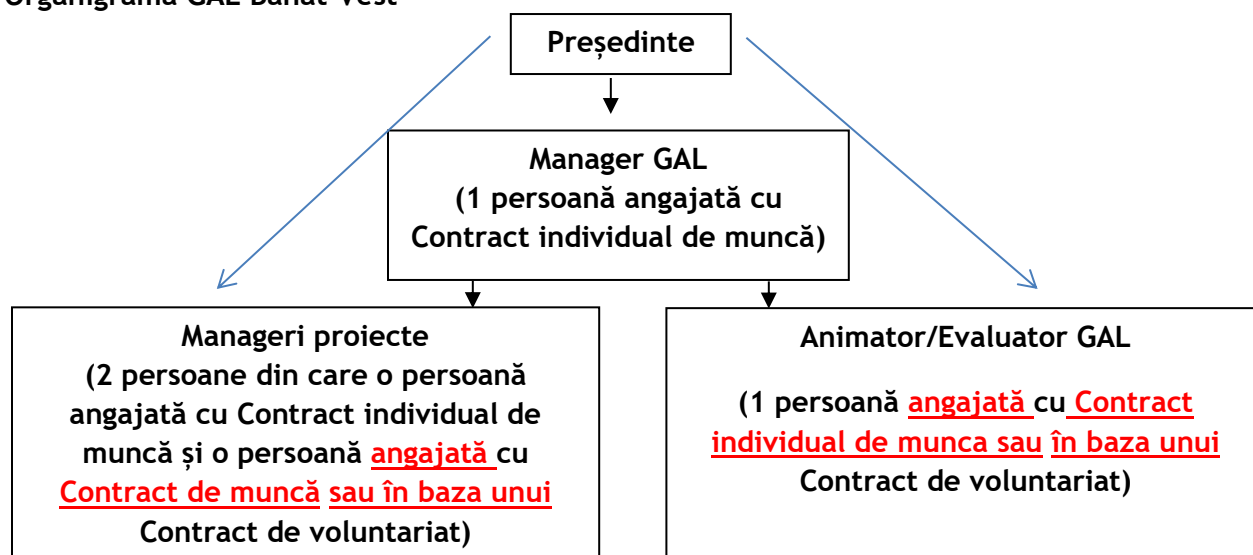 Organigrama GAL Banat-Vest
Președinte
Manager GAL
(1 persoană angajată cu
Contract individual de muncă)
Manageri proiecte
(2 persoane din care o persoană
angajată cu Contract individual de
muncă și o persoană angajată cu
Contract de muncă sau în baza unui
Contract de voluntariat)
Animator/Evaluator GAL
(1 persoană angajată cu Contract
individual de munca sau în baza unui
Contract de voluntariat)